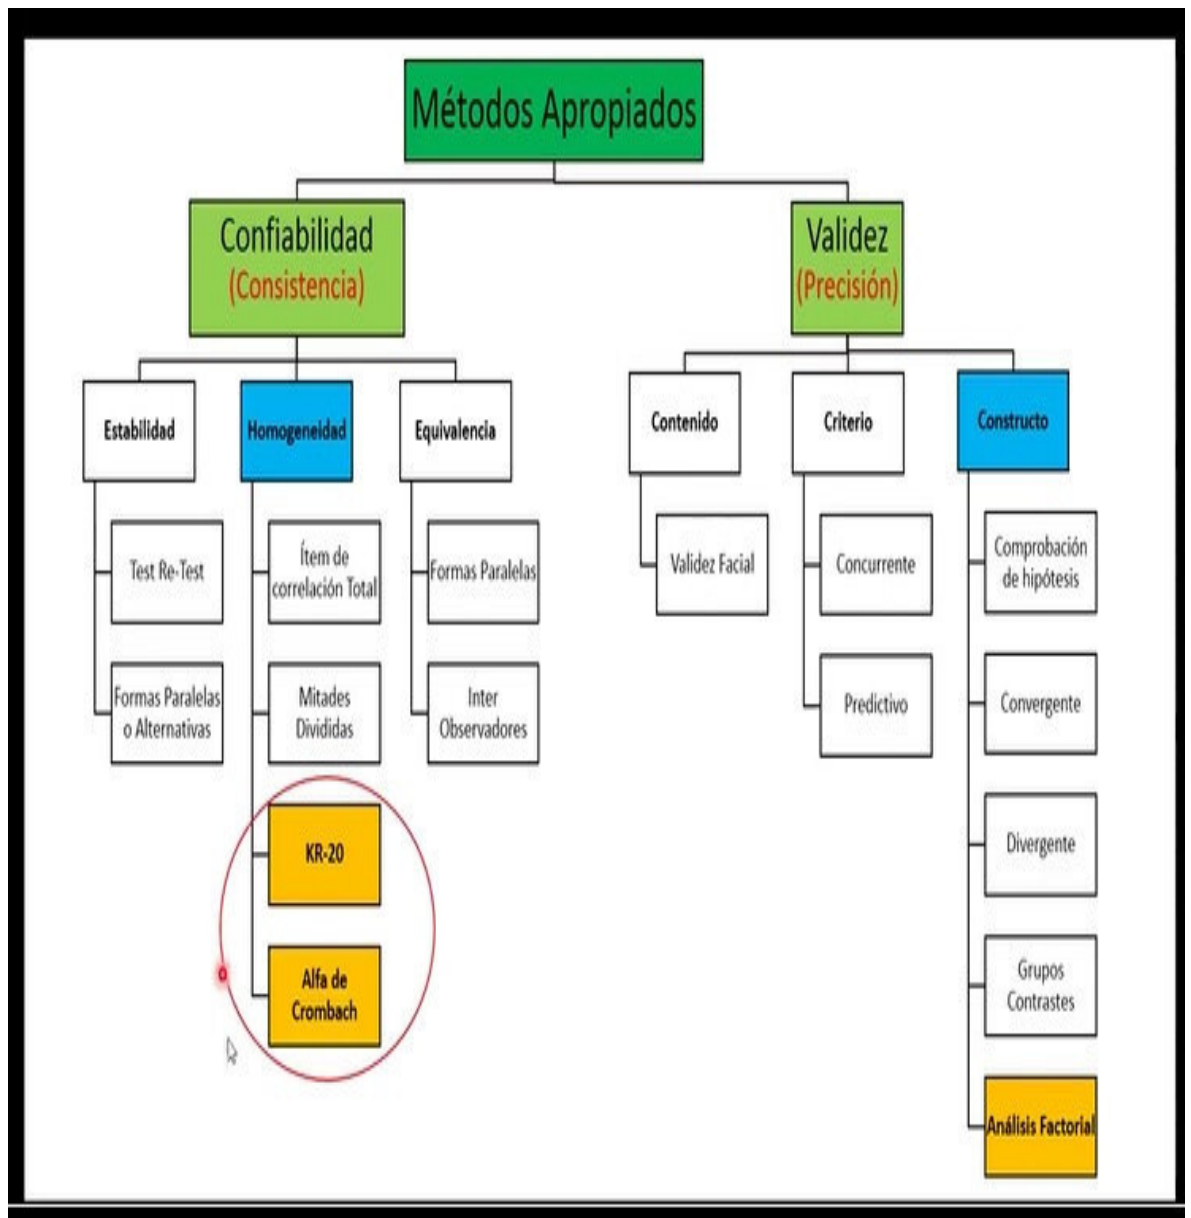 Métodos Apropiados
Confiabilidad
(Consistencia)
Validez
(Precisión)
Estabilidad
Homogeneidad
Equivalencia
Contenido
Criterio
Constructo
Test Re-Test
Formas Paralelas
o Alternativas
Ítem de
correlación Total
Mitades
Divididas
KR-20
Alfa de
Crombach
Formas Paralelas
Inter
Observadores
Validez Facial
Concurrente
Predictivo
Comprobación
de hipótesis
Convergente
Divergente
Grupos
Contrastes
Análisis Factorial